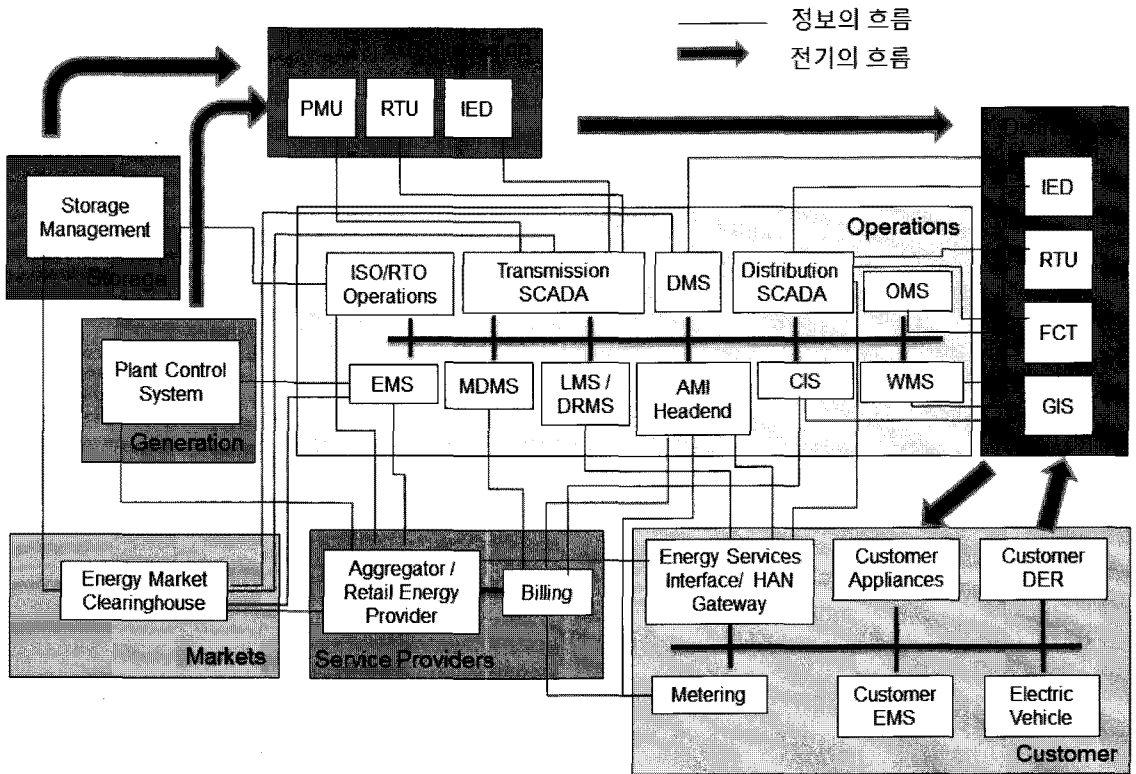 정보의 흐름
전기의 흐름
PMU
RTU
IED
Storage
Management
Storage
Plant Control
System
Generation
Operations
ISO/RTO
Operations
Transmission
SCADA
DMS
Distribution
SCADA
OMS
EMS
MDMS
LMS /
DRMS
AMI
Headend
CIS
WMS
IED
RTU
FCT
GIS
Energy Market
Clearinghouse
Markets
Aggregator /
Retail Energy
Provider
Billing
Service Providers
Energy Services
Interface/ HAN
Gateway
Customer
Appliances
Customer
DER
Metering
Customer
EMS
Electric
Vehicle
Customer